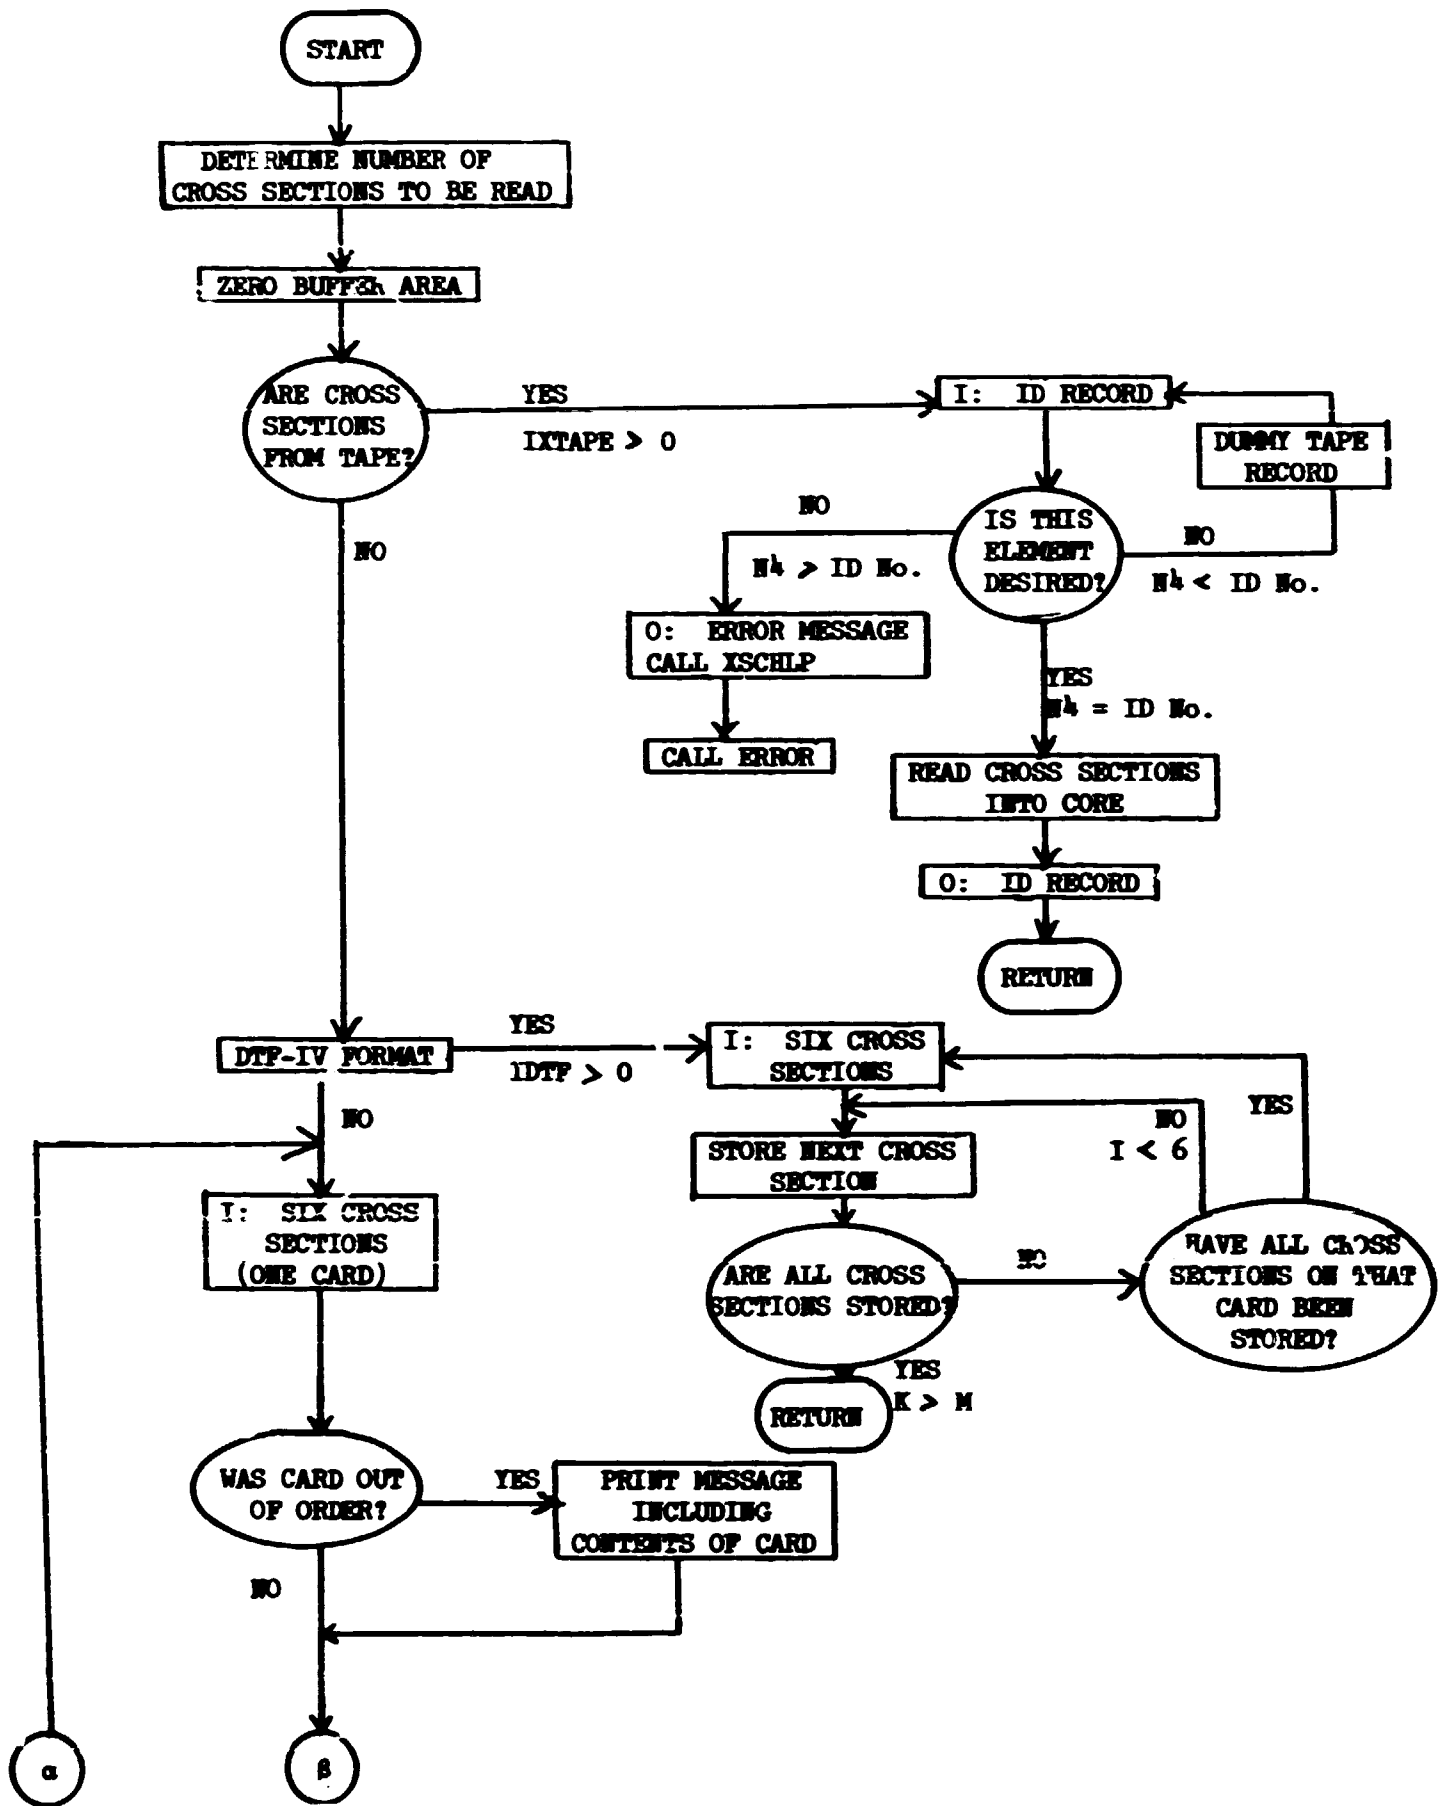 START
DETERMINE NUMBER OF
CROSS SECTIONS TO BE READ
ZERO BUFFER AREA
ARE CROSS
SECTIONS
FROM TAPE?
YES
IXTAPE > 0
I: ID RECORD
DUMMY TAPE
RECORD
NO
IS THIS
ELEMENT
DESIRED?
NO
N4 > ID No.
NO
N4 < ID No.
O: ERROR MESSAGE
CALL XSCHLP
YES
N4 = ID No.
CALL ERROR
READ CROSS SECTIONS
INTO CORE
O: ID RECORD
RETURN
DTF-IV FORMAT
YES
IDTF > 0
I: SIX CROSS
SECTIONS
NO
NO
I < 6
YES
STORE NEXT CROSS
SECTION
I: SIX CROSS
SECTIONS
(ONE CARD)
ARE ALL CROSS
SECTIONS STORED?
NO
HAVE ALL CROSS
SECTIONS ON THAT
CARD BEEN
STORED?
YES
K > M
RETURN
WAS CARD OUT
OF ORDER?
YES
PRINT MESSAGE
INCLUDING
CONTENTS OF CARD
NO
α
β